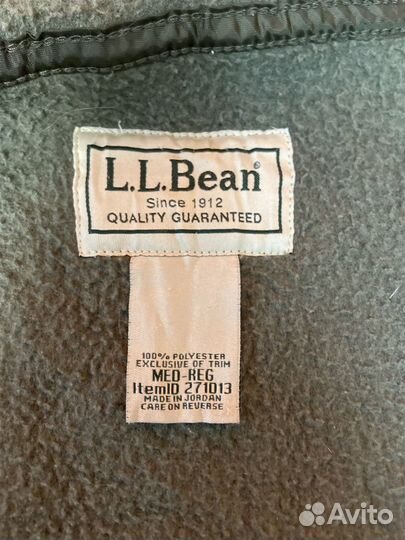 L.L.Bean®
Since 1912
QUALITY GUARANTEED
100% POLYESTER
EXCLUSIVE OF TRIM
MED-REG
ItemID 271013
MADE IN JORDAN
CARE ON REVERSE
Avito